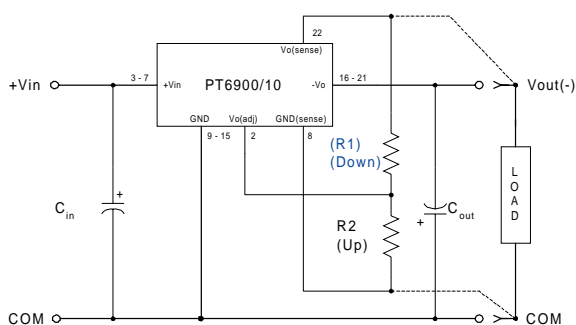 22
Vo(sense)
+Vin
3 - 7
+Vin
PT6900/10
-Vo
16 - 21
Vout(-)
GND
Vo(adj)
GND(sense)
9 - 15
2
8
(R1)
(Down)
L
O
A
D
+
C in
R2
(Up)
+
C out
COM
COM